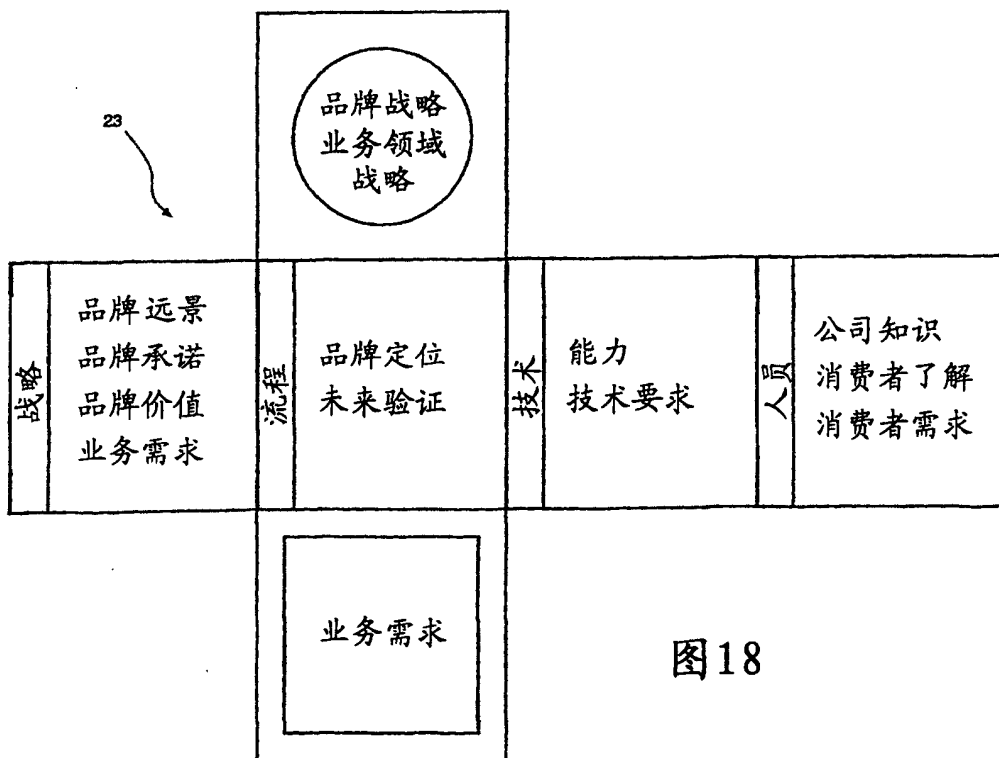 23
品牌战略
业务领域
战略
战略
品牌远景
品牌承诺
品牌价值
业务需求
流程
品牌定位
未来验证
技术
能力
技术要求
人员
公司知识
消费者了解
消费者需求
业务需求
图18